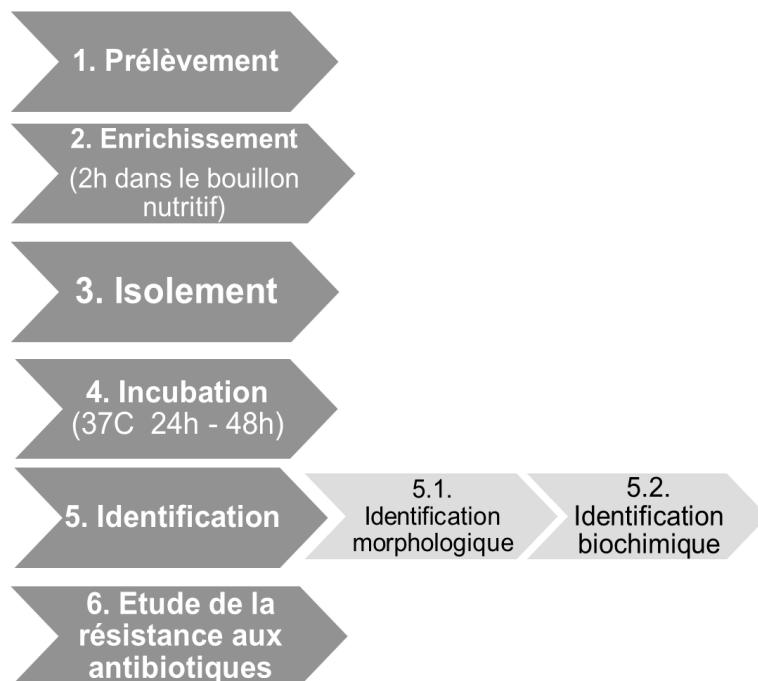 1. Prélèvement
2. Enrichissement
(2h dans le bouillon
nutritif)
3. Isolement
4. Incubation
(37C 24h - 48h)
5. Identification
5.1.
Identification
morphologique
5.2.
Identification
biochimique
6. Etude de la
résistance aux
antibiotiques